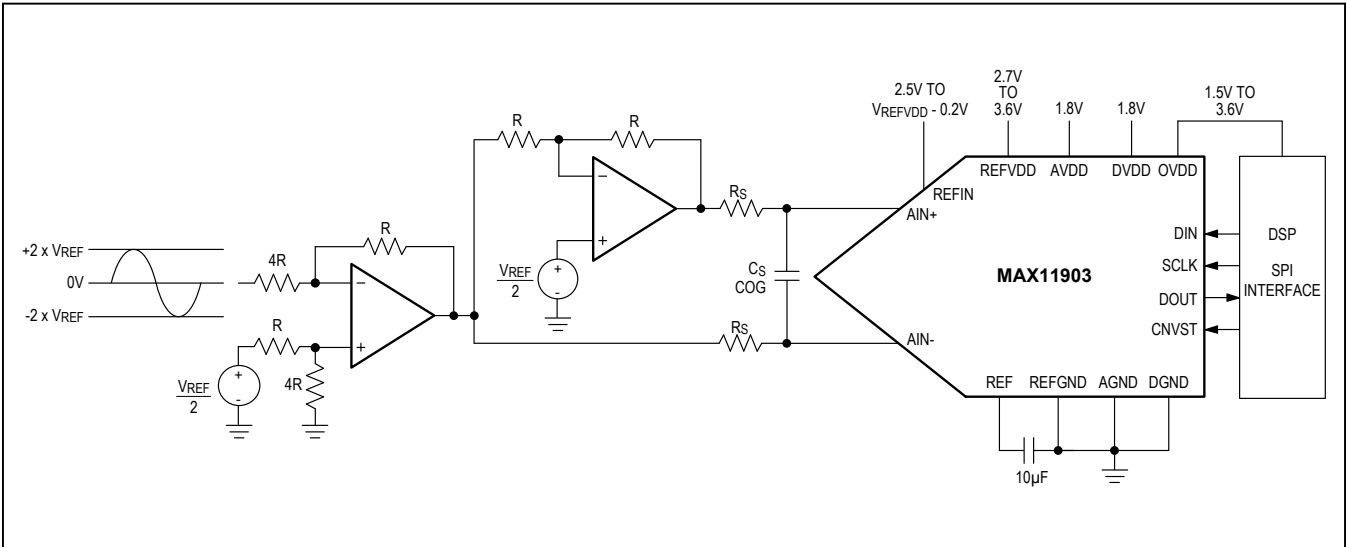 +2 x VREF
0V
-2 x VREF
4R
R
R
4R
VREF
2
R
R
VREF
2
RS
RS
CS
COG
2.5V TO
VREFVDD - 0.2V
2.7V
TO
3.6V
1.8V
1.8V
1.5V TO
3.6V
REFIN
REFVDD
AVDD
DVDD
OVDD
AIN+
AIN-
MAX11903
DIN
SCLK
DOUT
CNVST
DSP
SPI
INTERFACE
REF
REFGND
AGND
DGND
10µF
+
-
-
+
-
+
+
-